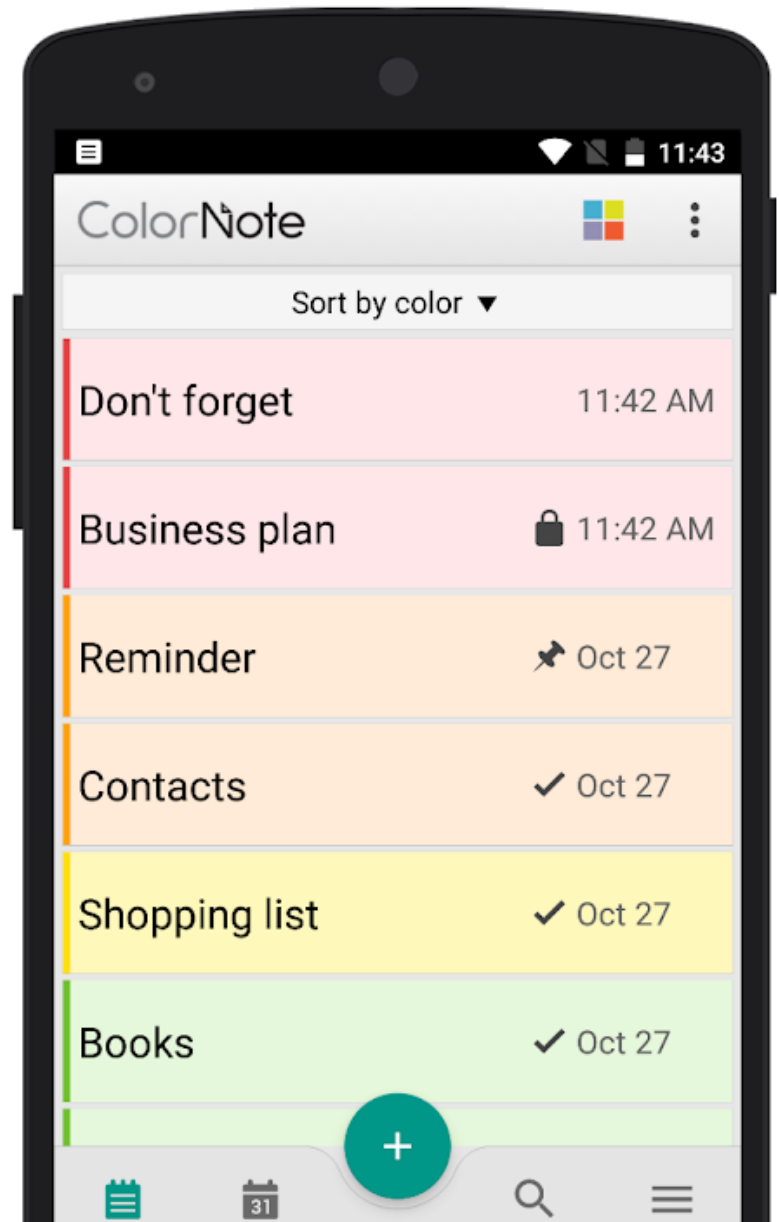 11:43
ColorNote
Sort by color ▼
Don't forget 11:42 AM
Business plan 11:42 AM
Reminder Oct 27
Contacts Oct 27
Shopping list Oct 27
Books Oct 27
+
31